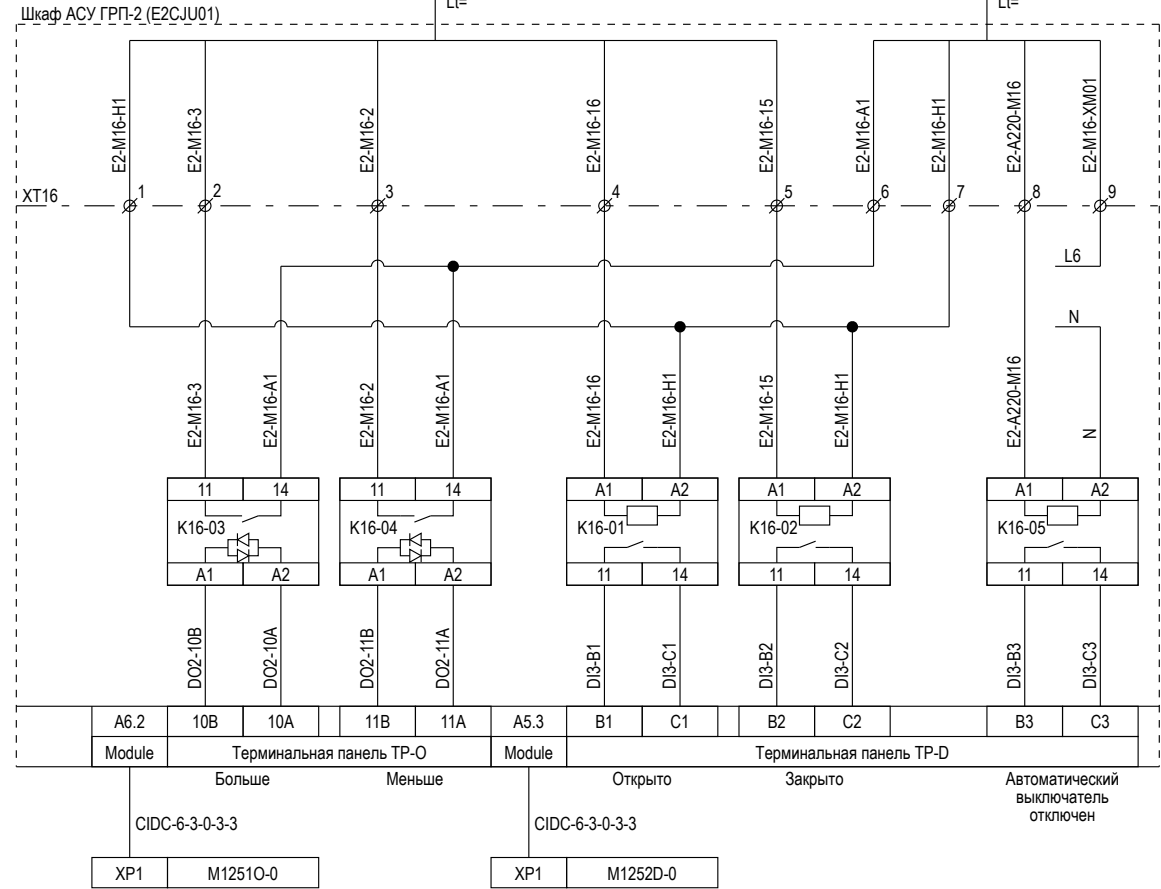 Lt=
Lt=
Шкаф АСУ ГРП-2 (E2CJU01)
E2-M16-H1
E2-M16-3
E2-M16-2
E2-M16-16
E2-M16-15
E2-M16-A1
E2-M16-H1
E2-A220-M16
E2-M16-XM01
XT16
1
2
3
4
5
6
7
8
9
L6
N
E2-M16-3
E2-M16-A1
E2-M16-2
E2-M16-A1
E2-M16-16
E2-M16-H1
E2-M16-15
E2-M16-H1
E2-A220-M16
N
11 14
11 14
A1 A2
A1 A2
A1 A2
K16-03
K16-04
K16-01
K16-02
K16-05
A1 A2
A1 A2
11 14
11 14
11 14
DO2-10B
DO2-10A
DO2-11B
DO2-11A
DI3-B1
DI3-C1
DI3-B2
DI3-C2
DI3-B3
DI3-C3
A6.2 10B 10A 11B 11A A5.3 B1 C1 B2 C2 B3 C3
Module Терминальная панель TP-O Module Терминальная панель TP-D
Больше
Меньше
Открыто
Закрыто
Автоматический
выключатель
отключен
CIDC-6-3-0-3-3
CIDC-6-3-0-3-3
XP1 M1251O-0
XP1 M1252D-0